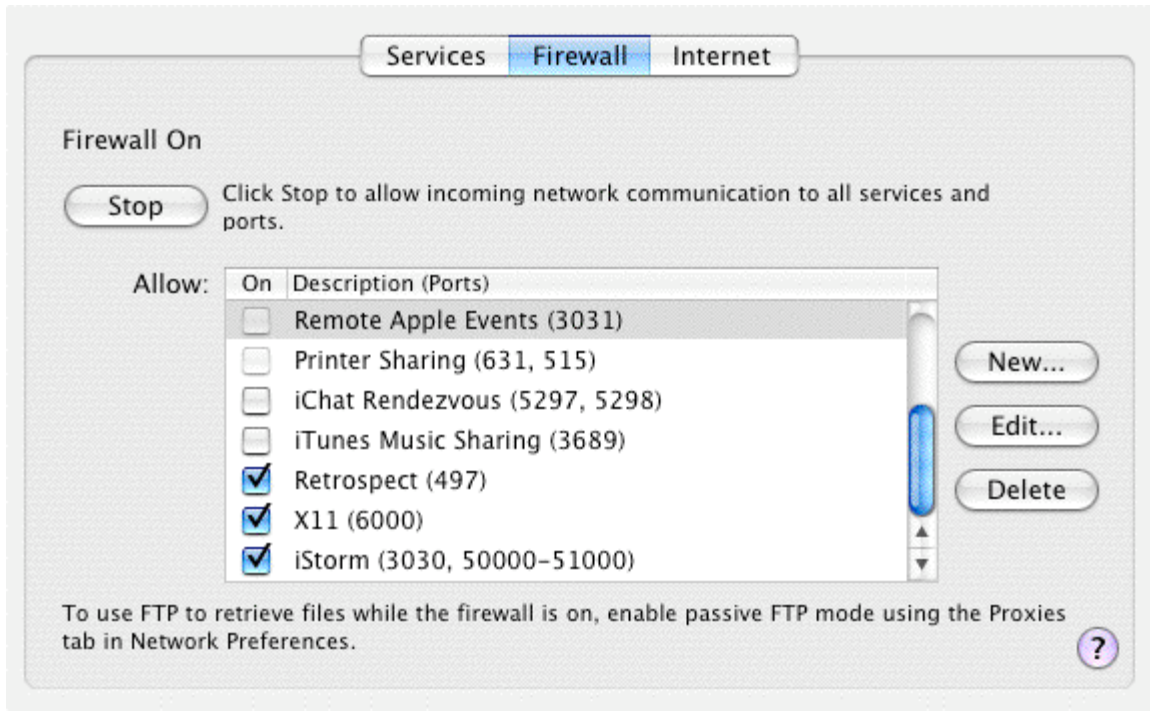 Services Firewall Internet
Firewall On
Stop
Click Stop to allow incoming network communication to all services and
ports.
Allow:
On Description (Ports)
Remote Apple Events (3031)
Printer Sharing (631, 515)
iChat Rendezvous (5297, 5298)
iTunes Music Sharing (3689)
Retrospect (497)
X11 (6000)
iStorm (3030, 50000–51000)
New...
Edit...
Delete
To use FTP to retrieve files while the firewall is on, enable passive FTP mode using the Proxies
tab in Network Preferences.
?